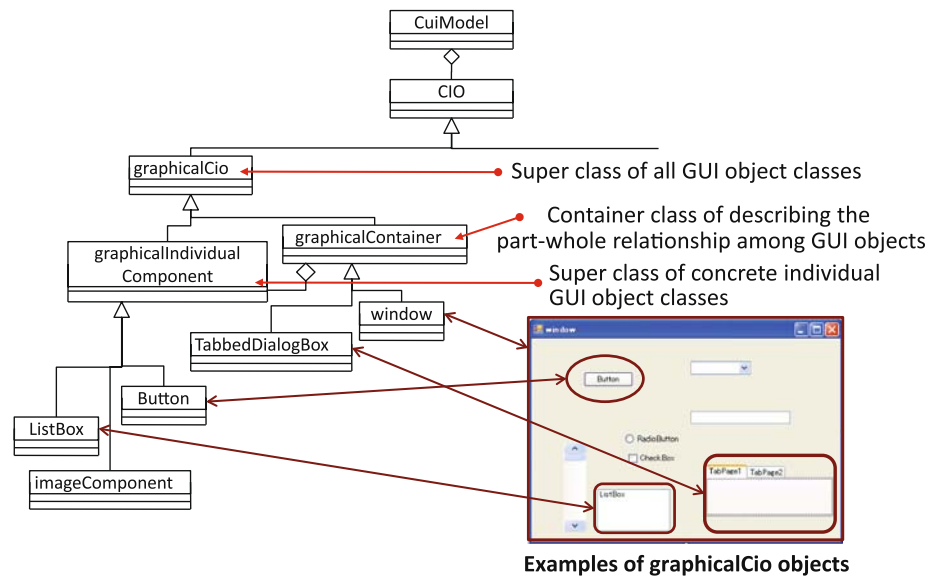 CuiModel
CIO
graphicalCio
Super class of all GUI object classes
graphicalContainer
Container class of describing the
part-whole relationship among GUI objects
graphicalIndividual
Component
Super class of concrete individual
GUI object classes
window
TabbedDialogBox
Button
ListBox
imageComponent
window
Button
RadioButton
CheckBox
ListBox
TabPage1
TabPage2
Examples of graphicalCio objects